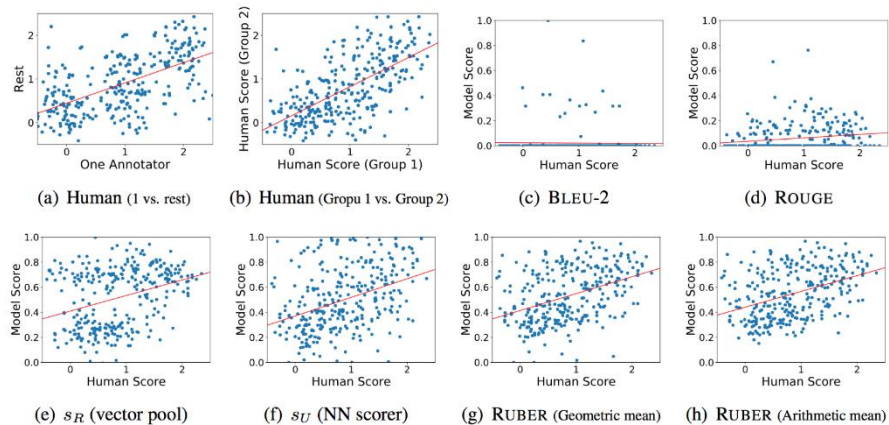 Rest
2
1
0
0 1 2
One Annotator
(a) Human (1 vs. rest)
Human Score (Group 2)
2
1
0
0 1 2
Human Score (Group 1)
(b) Human (Gropu 1 vs. Group 2)
Model Score
1.0
0.8
0.6
0.4
0.2
0.0
0 1 2
Human Score
(c) BLEU-2
Model Score
1.0
0.8
0.6
0.4
0.2
0.0
0 1 2
Human Score
(d) ROUGE
Model Score
1.0
0.8
0.6
0.4
0.2
0.0
0 1 2
Human Score
(e) sR (vector pool)
Model Score
1.0
0.8
0.6
0.4
0.2
0.0
0 1 2
Human Score
(f) sU (NN scorer)
Model Score
1.0
0.8
0.6
0.4
0.2
0.0
0 1 2
Human Score
(g) RUBER (Geometric mean)
Model Score
1.0
0.8
0.6
0.4
0.2
0.0
0 1 2
Human Score
(h) RUBER (Arithmetic mean)